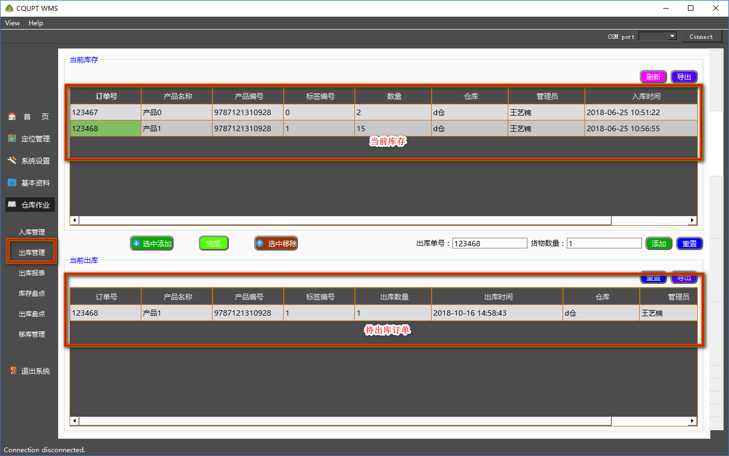 CQUPT WMS
View Help
COM port Connect
当前库存
刷新 导出
订单号 产品名称 产品编号 标签编号 数量 仓库 管理员 入库时间
123467 产品0 9787121310928 0 2 d仓 王艺锦 2018-06-25 10:51:22
123468 产品1 9787121310928 1 15 d仓 王艺锦 2018-06-25 10:56:55
当前库存
首 页
定位管理
系统设置
基本资料
仓库作业
入库管理
出库管理
出库报表
库存盘点
出库盘点
移库管理
退出系统
选中添加 完成 选中移除 出库单号： 123468 货物数量： 1 添加 重置
当前出库
重置 导出
订单号 产品名称 产品编号 标签编号 出库数量 出库时间 仓库 管理员
123468 产品1 9787121310928 1 1 2018-10-16 14:58:43 d仓 王艺锦
待出库订单
Connection disconnected.